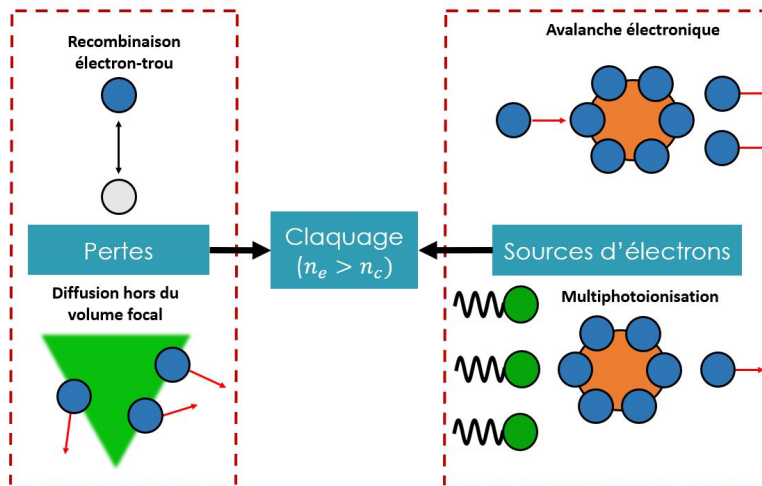 Recombinaison
électron-trou
Pertes
Diffusion hors du
volume focal
Claquage
(n_e > n_c)
Avalanche électronique
Sources d'électrons
Multiphotoionisation